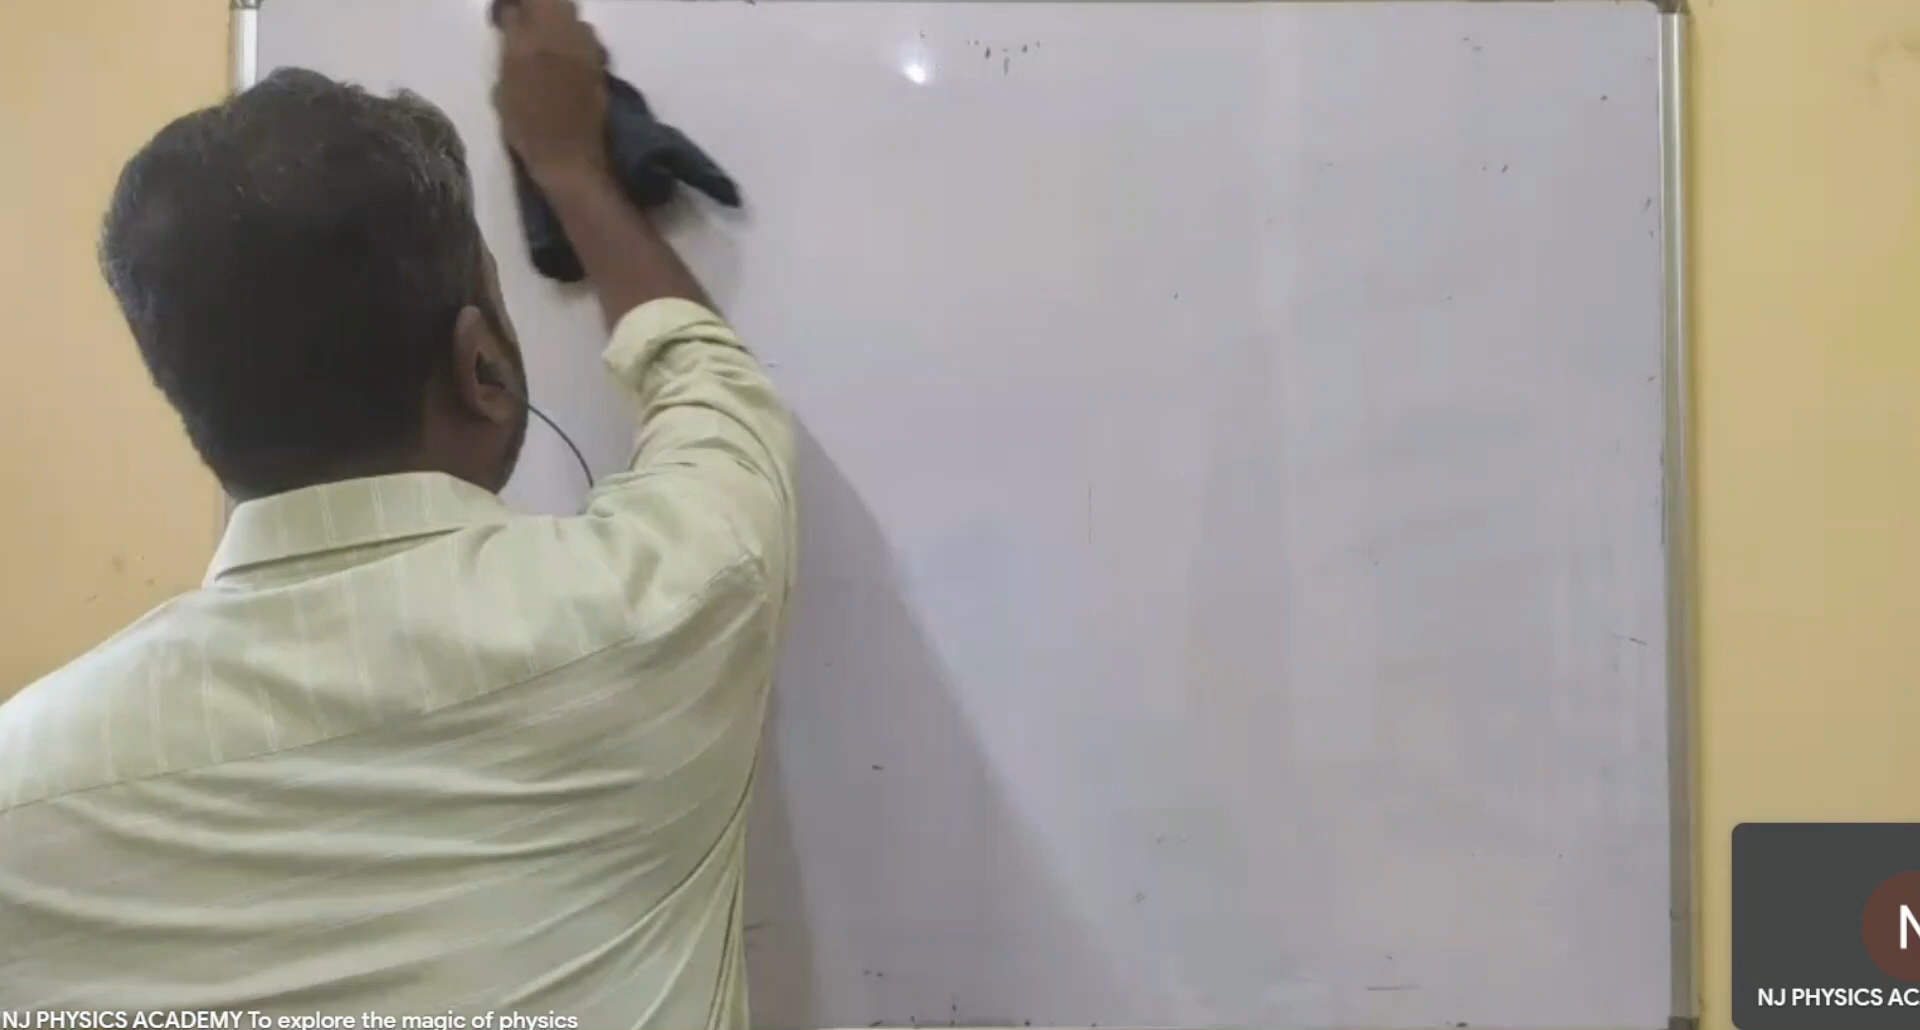 NJ PHYSICS ACADEMY To explore the magic of physics
N
NJ PHYSICS AC